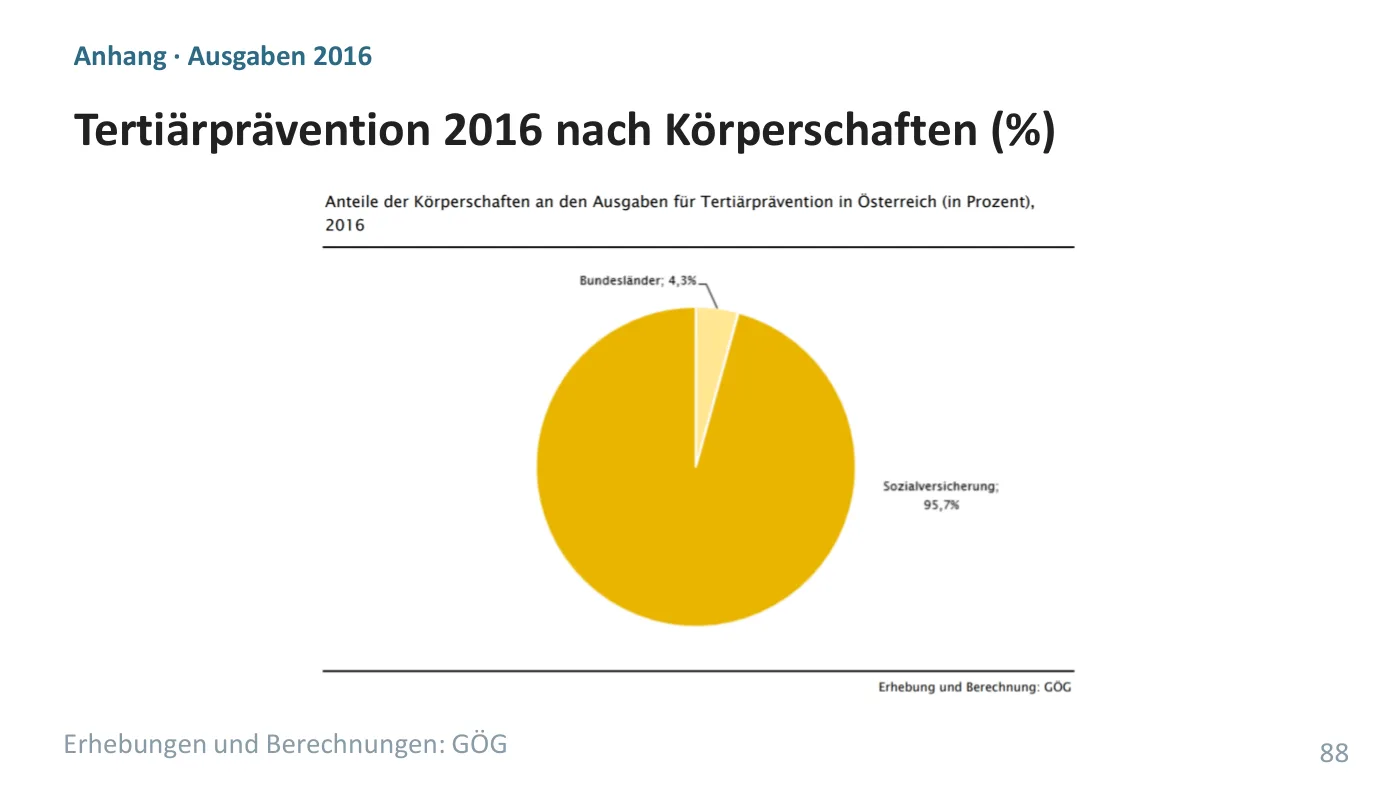 Anhang · Ausgaben 2016
Tertiärprävention 2016 nach Körperschaften (%)
Anteile der Körperschaften an den Ausgaben für Tertiärprävention in Österreich (in Prozent),
2016
Bundesländer; 4,3%
Sozialversicherung;
95,7%
Erhebung und Berechnung: GÖG
Erhebungen und Berechnungen: GÖG
88